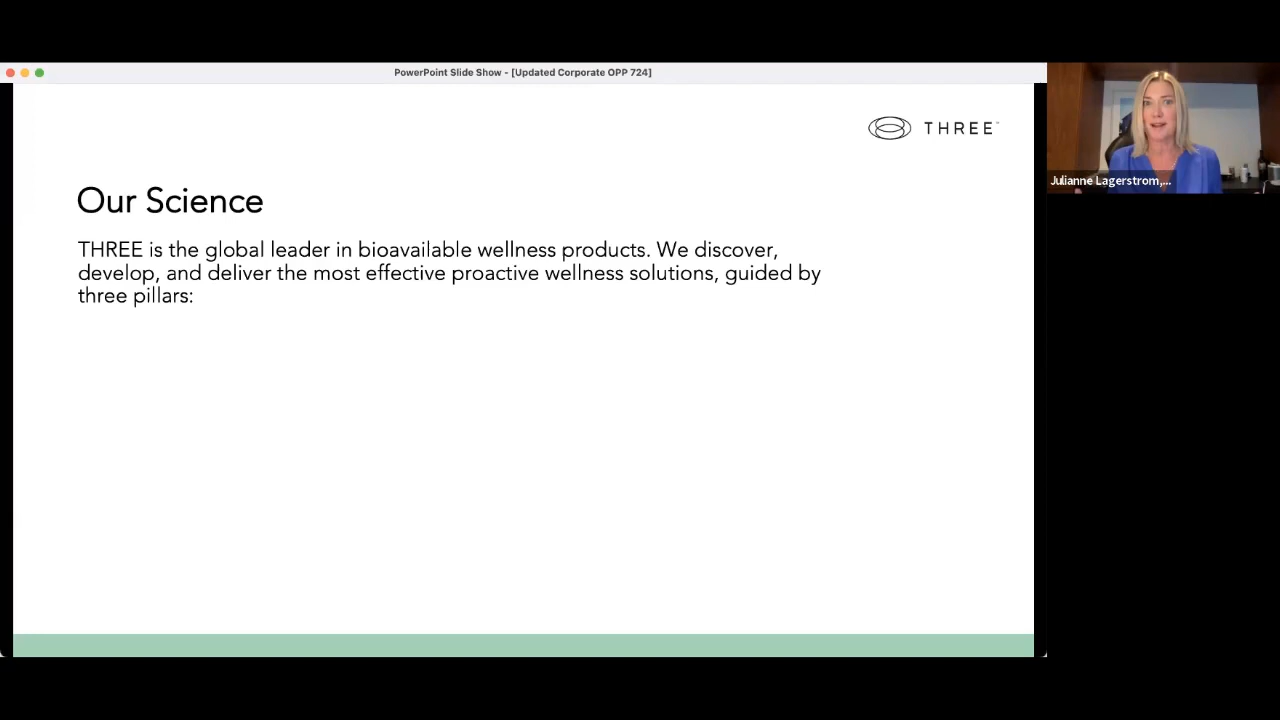 PowerPoint Slide Show - [Updated Corporate OPP 724]
THREE™
Our Science
THREE is the global leader in bioavailable wellness products. We discover,
develop, and deliver the most effective proactive wellness solutions, guided by
three pillars:
Julianne Lagerstrom,...